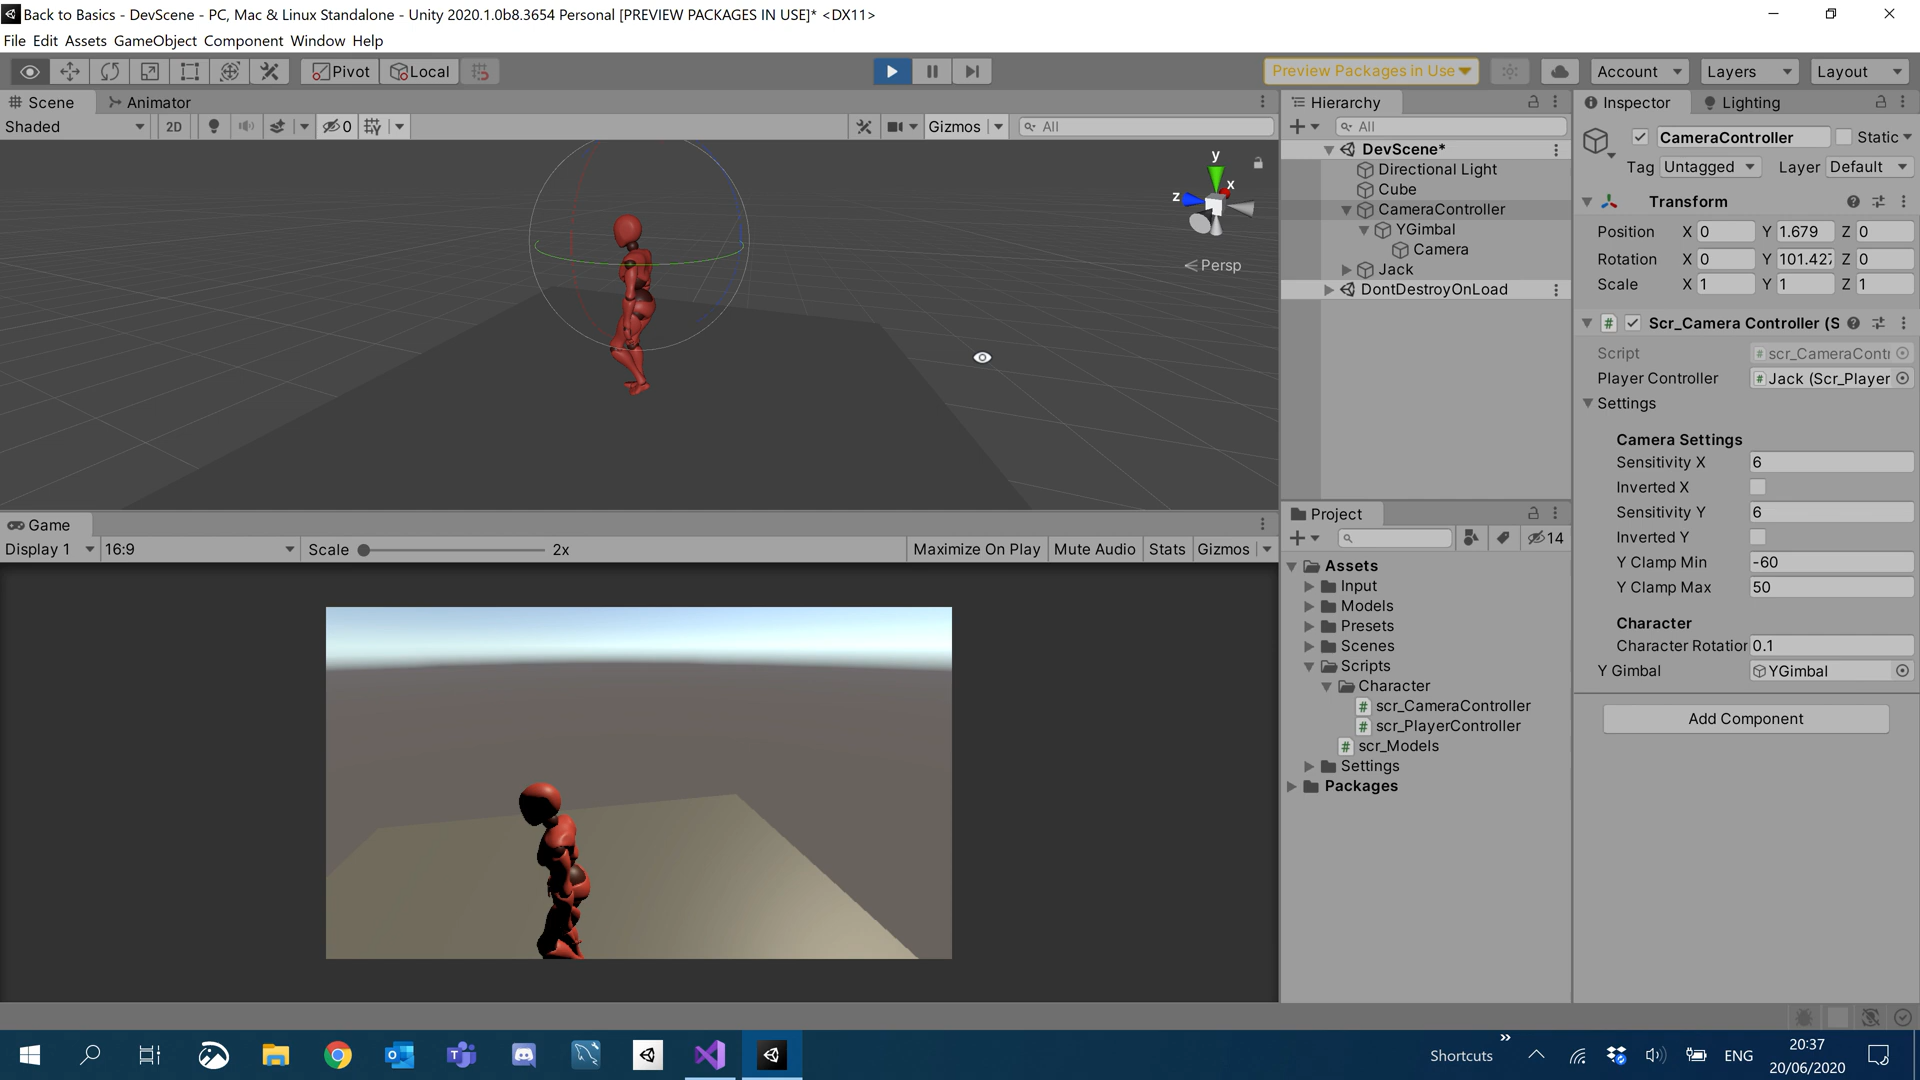 Back to Basics - DevScene - PC, Mac & Linux Standalone - Unity 2020.1.0b8.3654 Personal [PREVIEW PACKAGES IN USE]* <DX11>
File Edit Assets GameObject Component Window Help
Pivot Local Preview Packages in Use Account Layers Layout
Scene Animator
Shaded 2D 0 Gizmos All
y
x
z
Persp
Hierarchy
All
DevScene*
Directional Light
Cube
CameraController
YGimbal
Camera
Jack
DontDestroyOnLoad
Inspector Lighting
CameraController Static
Tag Untagged Layer Default
Transform
Position X 0 Y 1.679 Z 0
Rotation X 0 Y 101.427 Z 0
Scale X 1 Y 1 Z 1
# Scr_Camera Controller (S
Script # scr_CameraContr
Player Controller # Jack (Scr_Player
Settings
Camera Settings
Sensitivity X 6
Inverted X
Sensitivity Y 6
Inverted Y
Y Clamp Min -60
Y Clamp Max 50
Character
Character Rotation 0.1
Y Gimbal YGimbal
Add Component
Game
Display 1 16:9 Scale 2x Maximize On Play Mute Audio Stats Gizmos
Project
14
Assets
Input
Models
Presets
Scenes
Scripts
Character
# scr_CameraController
# scr_PlayerController
# scr_Models
Settings
Packages
Shortcuts » ENG 20:37
20/06/2020